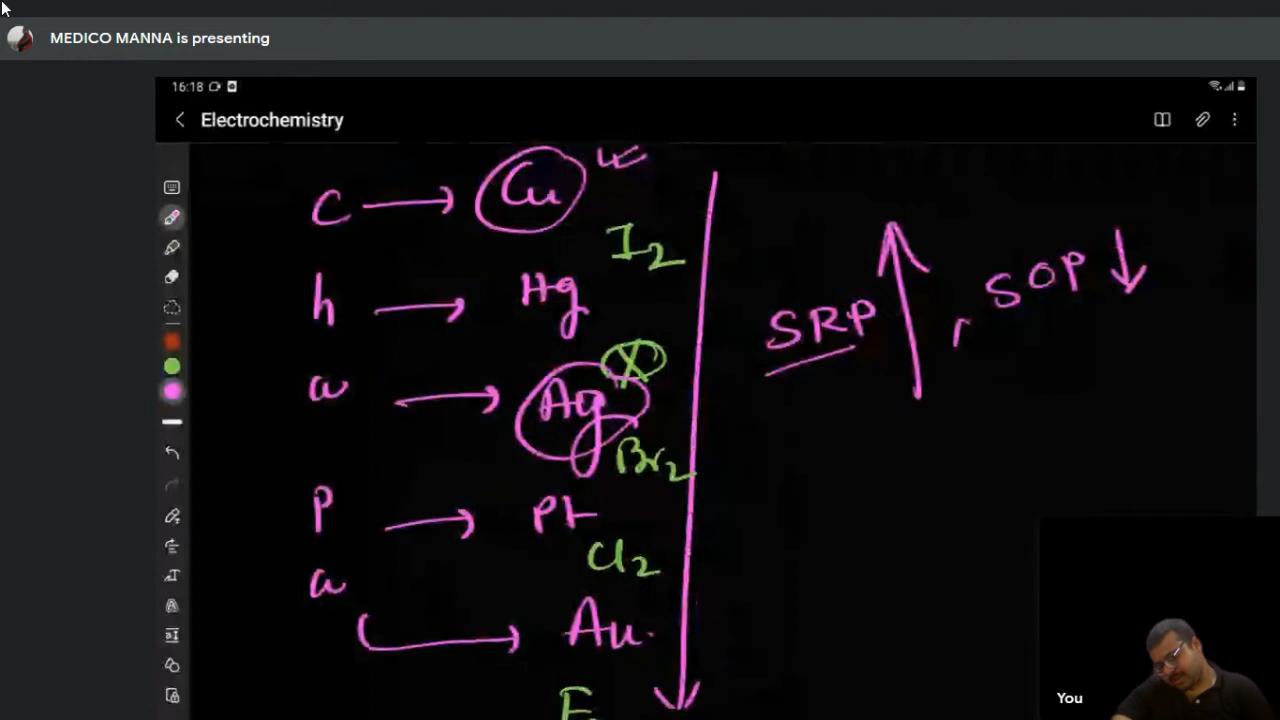 MEDICO MANNA is presenting
16:18
Electrochemistry
C → Cu
I2
h → Hg
SRP ↑ , SOP ↓
X
a → Ag
Br2
P → Pt
Cl2
a → Au
You